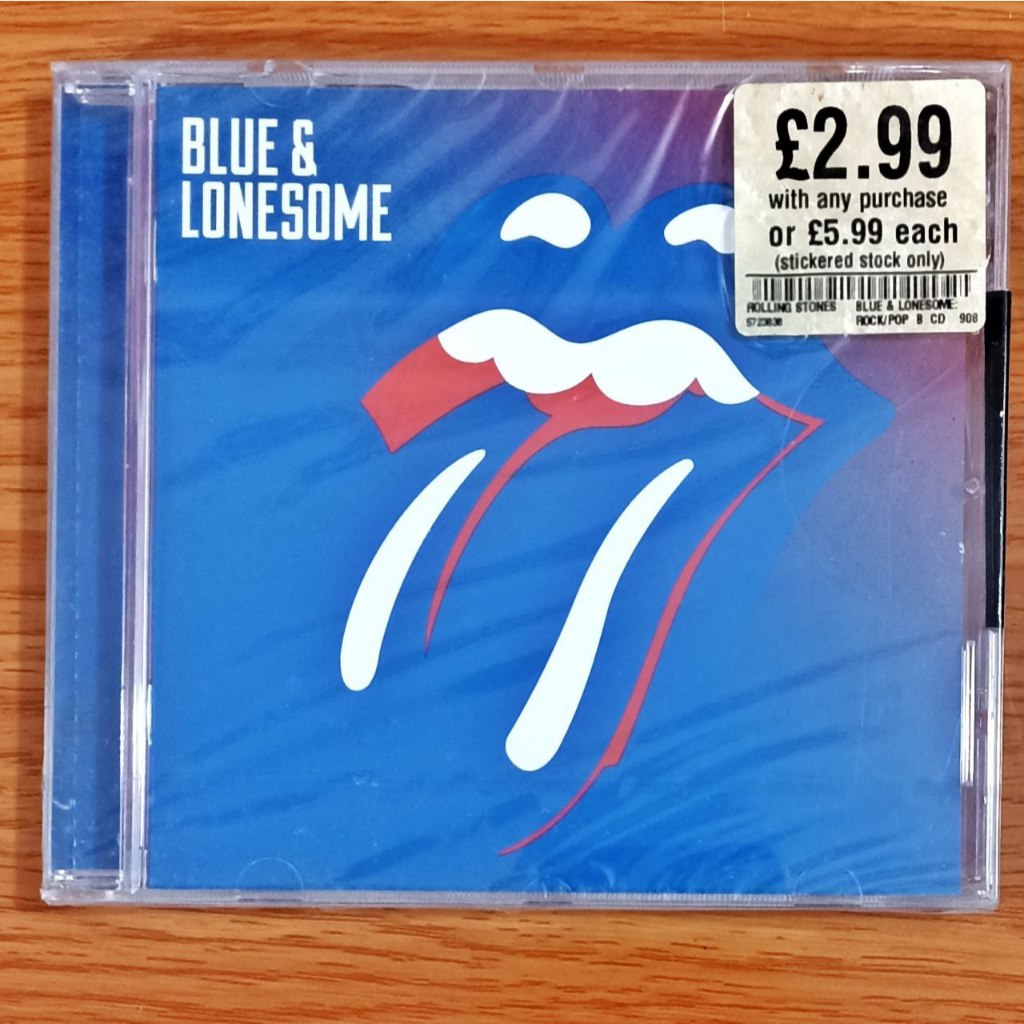 BLUE &
LONESOME
£2.99
with any purchase
or £5.99 each
(stickered stock only)
ROLLING STONES BLUE & LONESOME:
ROCK/POP B CD 908